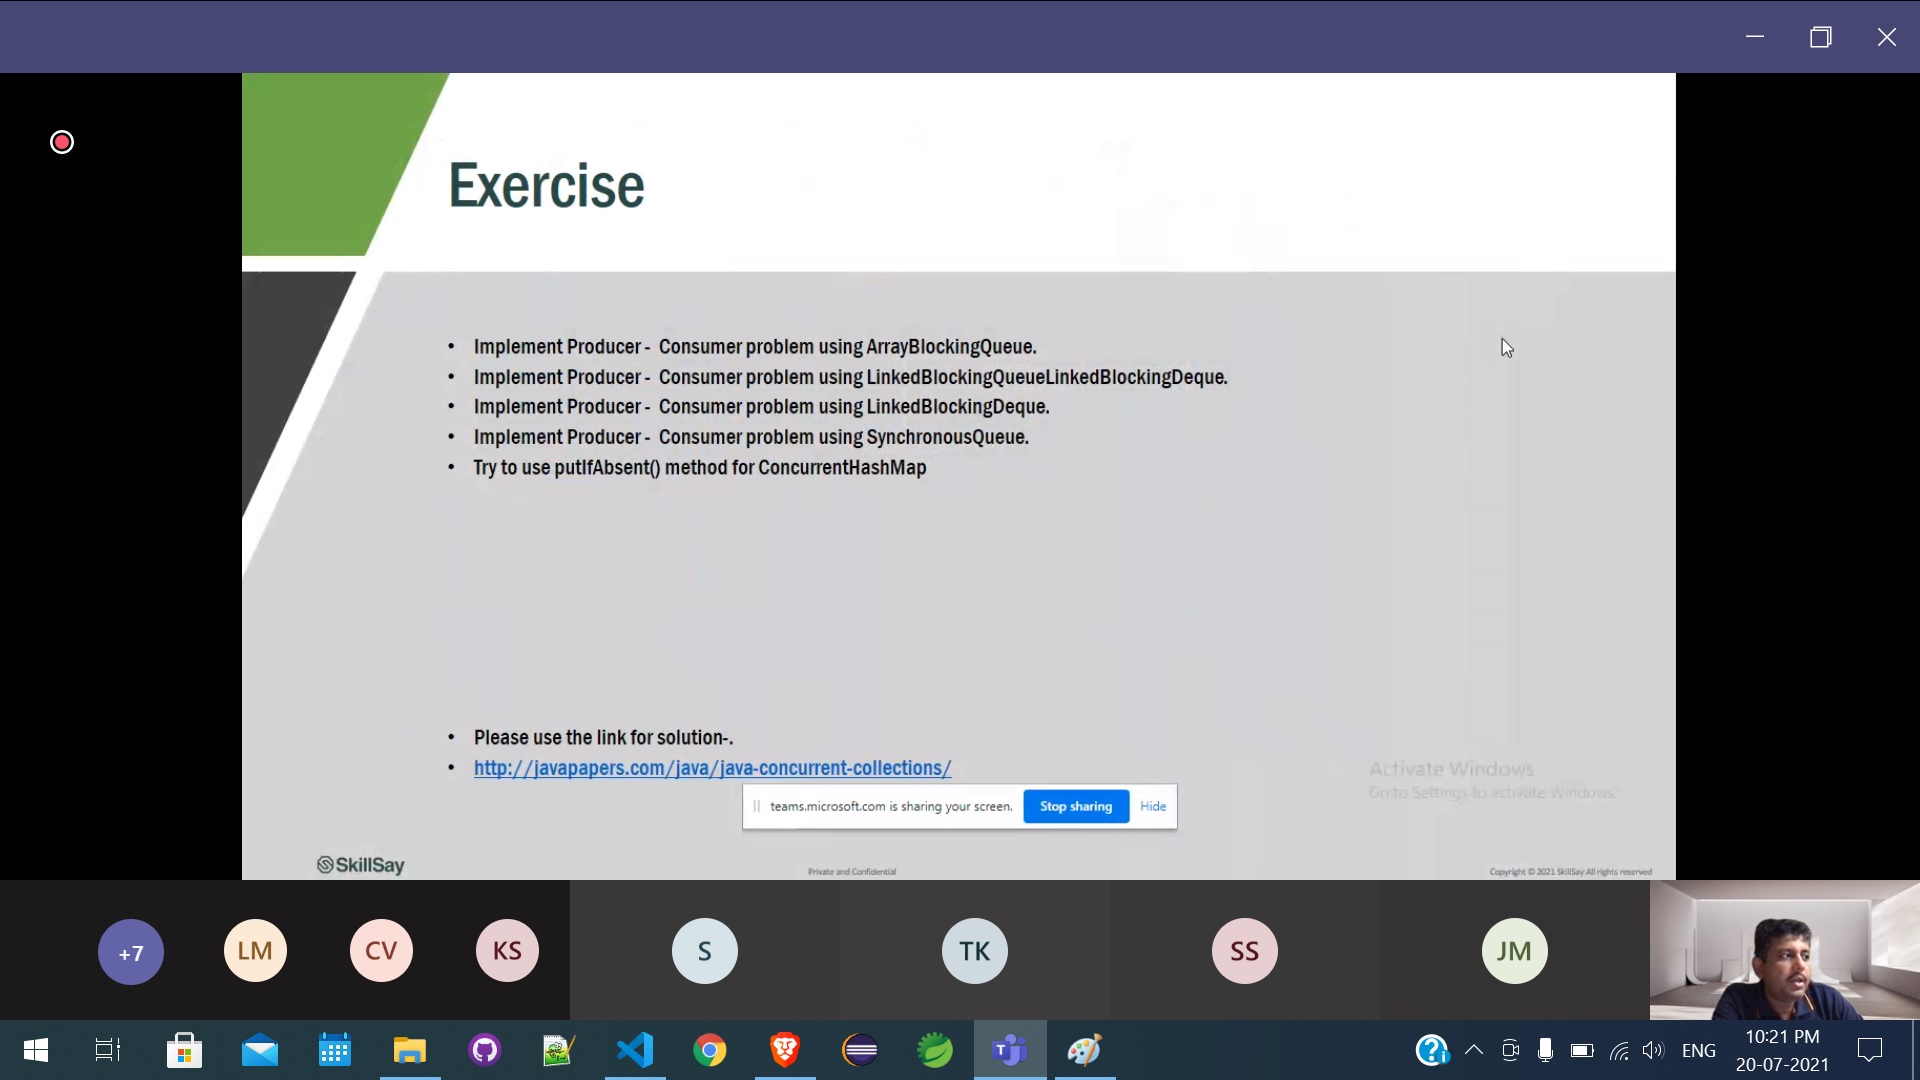 Exercise
• Implement Producer - Consumer problem using ArrayBlockingQueue.
• Implement Producer - Consumer problem using LinkedBlockingQueueLinkedBlockingDeque.
• Implement Producer - Consumer problem using LinkedBlockingDeque.
• Implement Producer - Consumer problem using SynchronousQueue.
• Try to use putIfAbsent() method for ConcurrentHashMap
• Please use the link for solution-.
• http://javapapers.com/java/java-concurrent-collections/
Activate Windows
Go to Settings to activate Windows.
teams.microsoft.com is sharing your screen. Stop sharing Hide
SkillSay
Private and Confidential
Copyright © 2021 SkillSay All rights reserved
+7 LM CV KS S TK SS JM
ENG
10:21 PM
20-07-2021